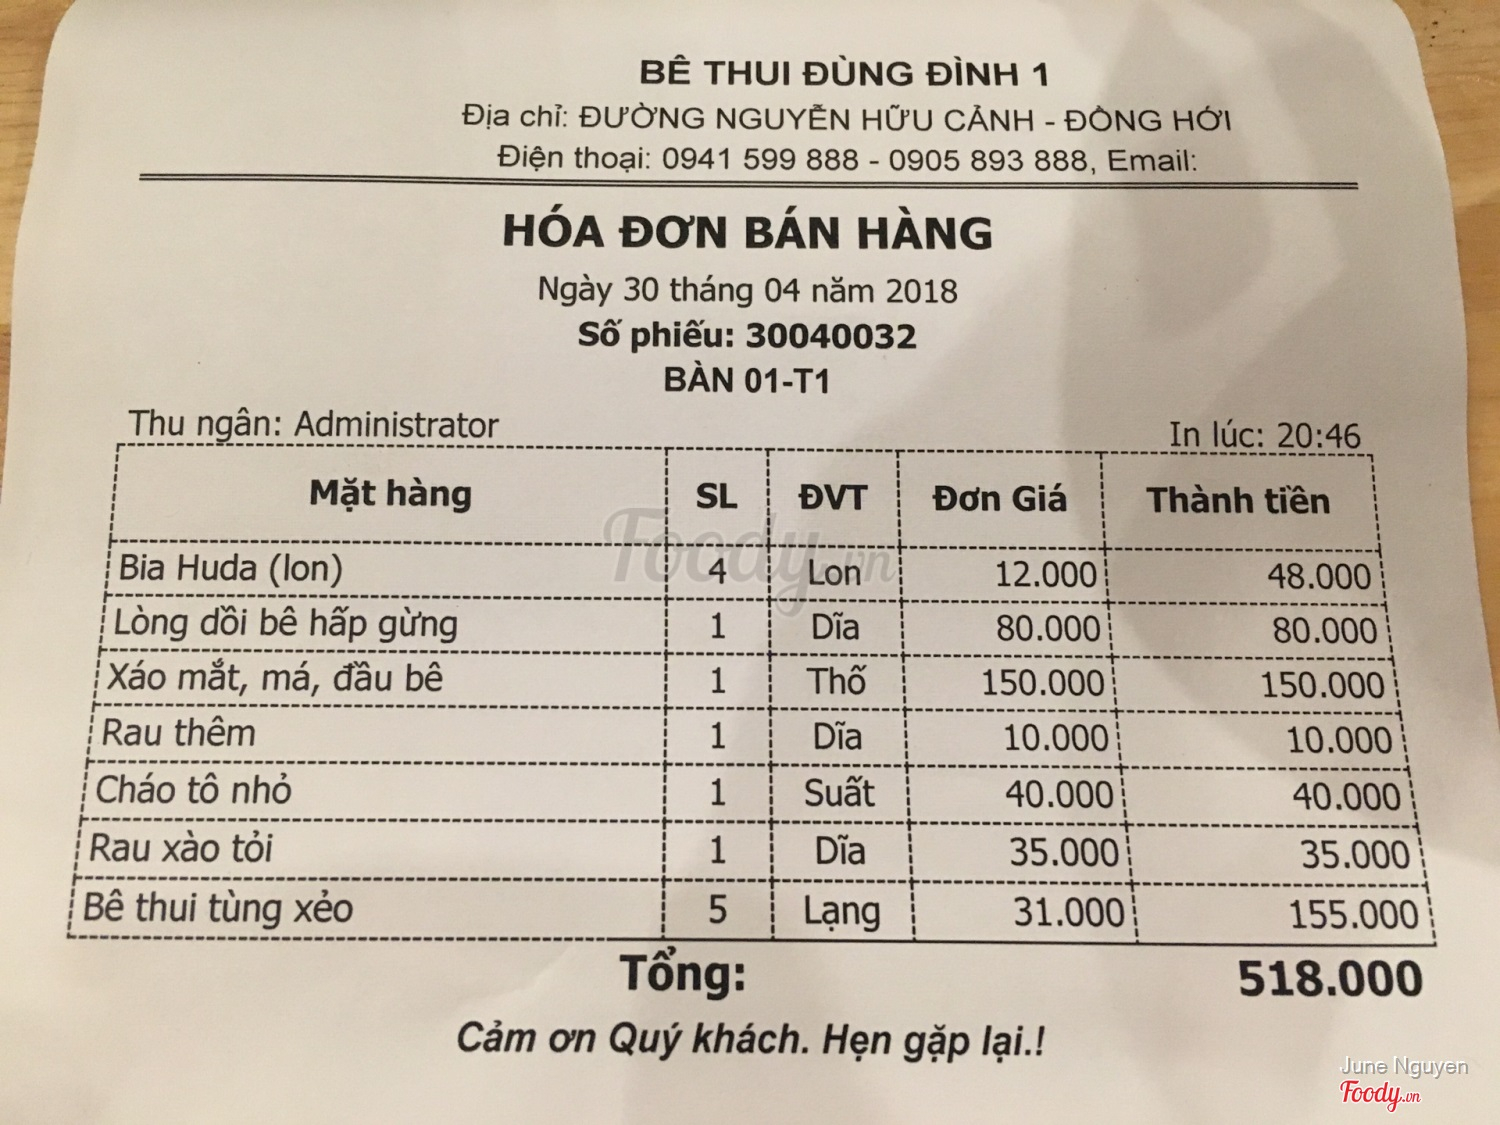 BÊ THUI ĐÙNG ĐÌNH 1
Địa chỉ: ĐƯỜNG NGUYỄN HỮU CẢNH - ĐỒNG HỚI
Điện thoại: 0941 599 888 - 0905 893 888, Email:
HÓA ĐƠN BÁN HÀNG
Ngày 30 tháng 04 năm 2018
Số phiếu: 30040032
BÀN 01-T1
Thu ngân: Administrator In lúc: 20:46
Mặt hàng SL ĐVT Đơn Giá Thành tiền
Bia Huda (lon) 4 Lon 12.000 48.000
Lòng dồi bê hấp gừng 1 Dĩa 80.000 80.000
Xáo mắt, má, đầu bê 1 Thố 150.000 150.000
Rau thêm 1 Dĩa 10.000 10.000
Cháo tô nhỏ 1 Suất 40.000 40.000
Rau xào tỏi 1 Dĩa 35.000 35.000
Bê thui tùng xẻo 5 Lạng 31.000 155.000
Tổng: 518.000
Cảm ơn Quý khách. Hẹn gặp lại.!
Foody.vn
June Nguyen
Foody.vn